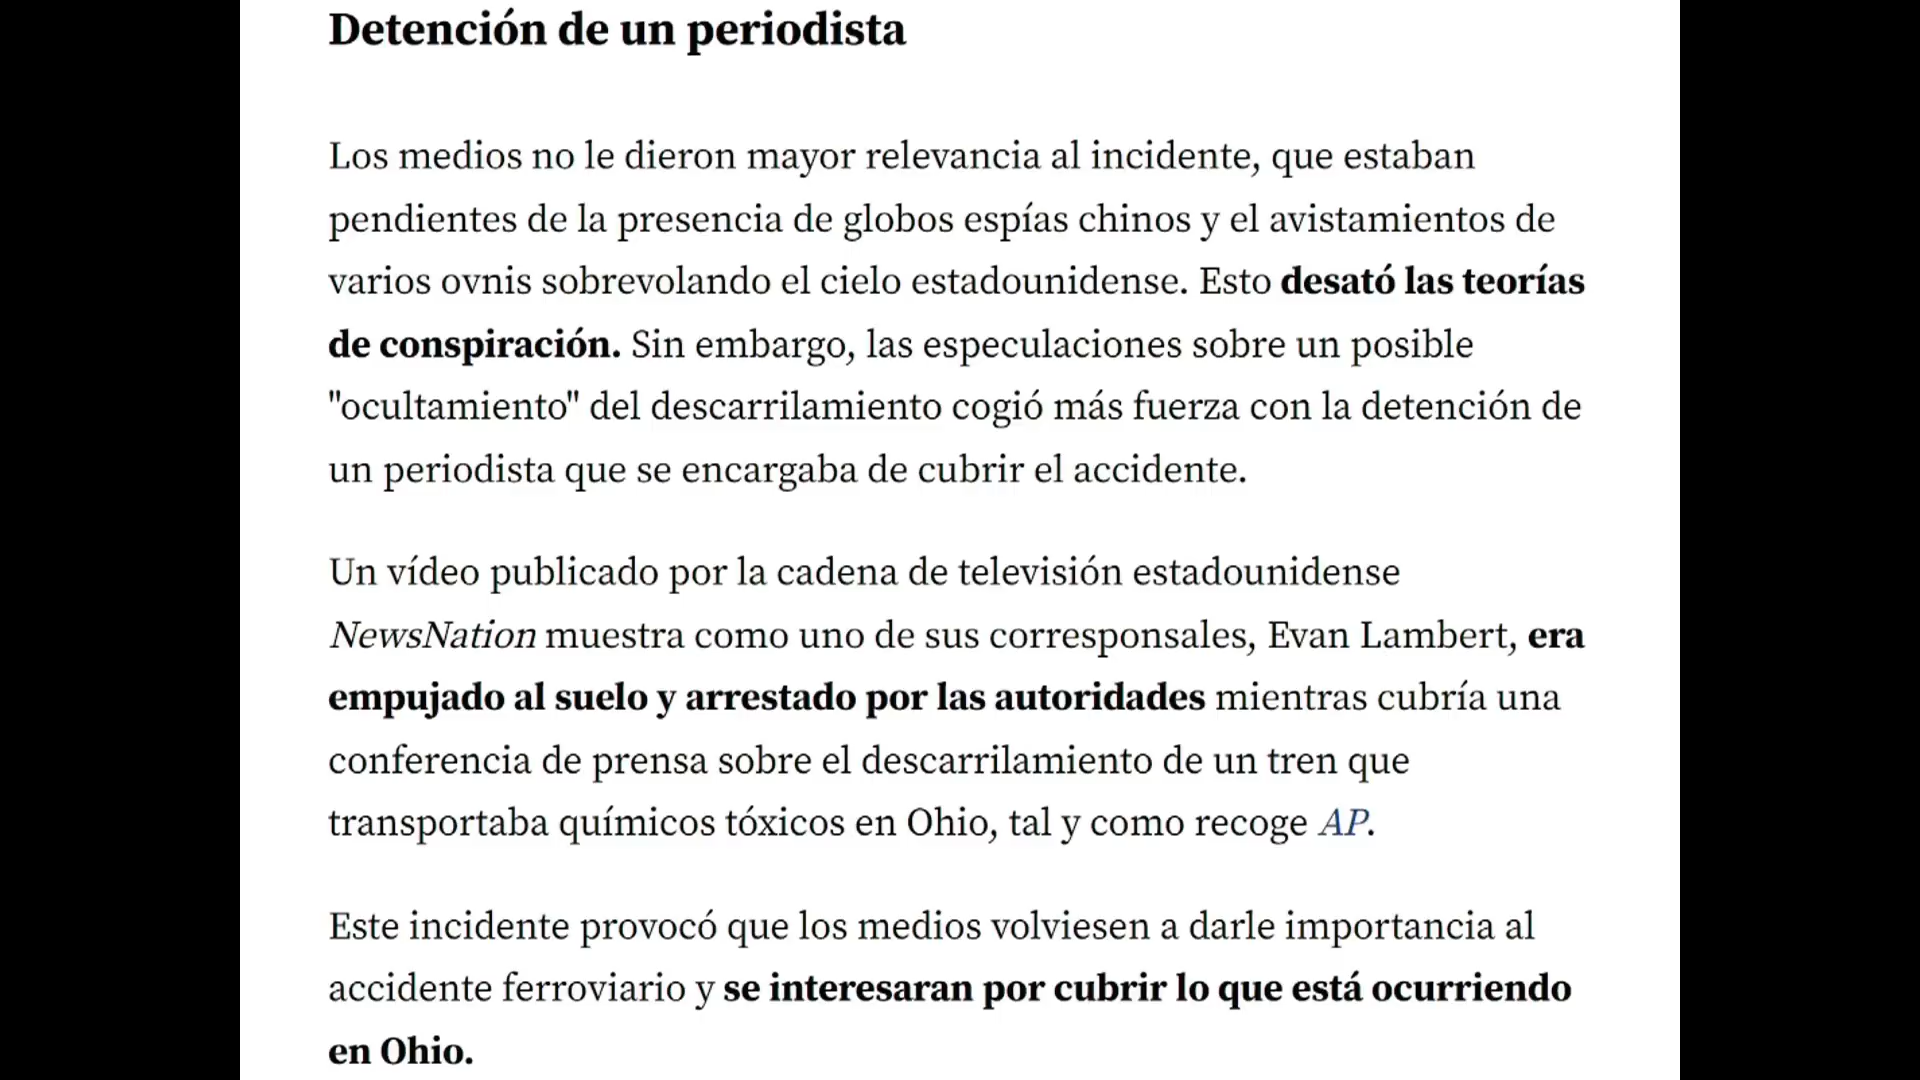 Detención de un periodista
Los medios no le dieron mayor relevancia al incidente, que estaban
pendientes de la presencia de globos espías chinos y el avistamientos de
varios ovnis sobrevolando el cielo estadounidense. Esto desató las teorías
de conspiración. Sin embargo, las especulaciones sobre un posible
"ocultamiento" del descarrilamiento cogió más fuerza con la detención de
un periodista que se encargaba de cubrir el accidente.
Un vídeo publicado por la cadena de televisión estadounidense
NewsNation muestra como uno de sus corresponsales, Evan Lambert, era
empujado al suelo y arrestado por las autoridades mientras cubría una
conferencia de prensa sobre el descarrilamiento de un tren que
transportaba químicos tóxicos en Ohio, tal y como recoge AP.
Este incidente provocó que los medios volviesen a darle importancia al
accidente ferroviario y se interesaran por cubrir lo que está ocurriendo
en Ohio.